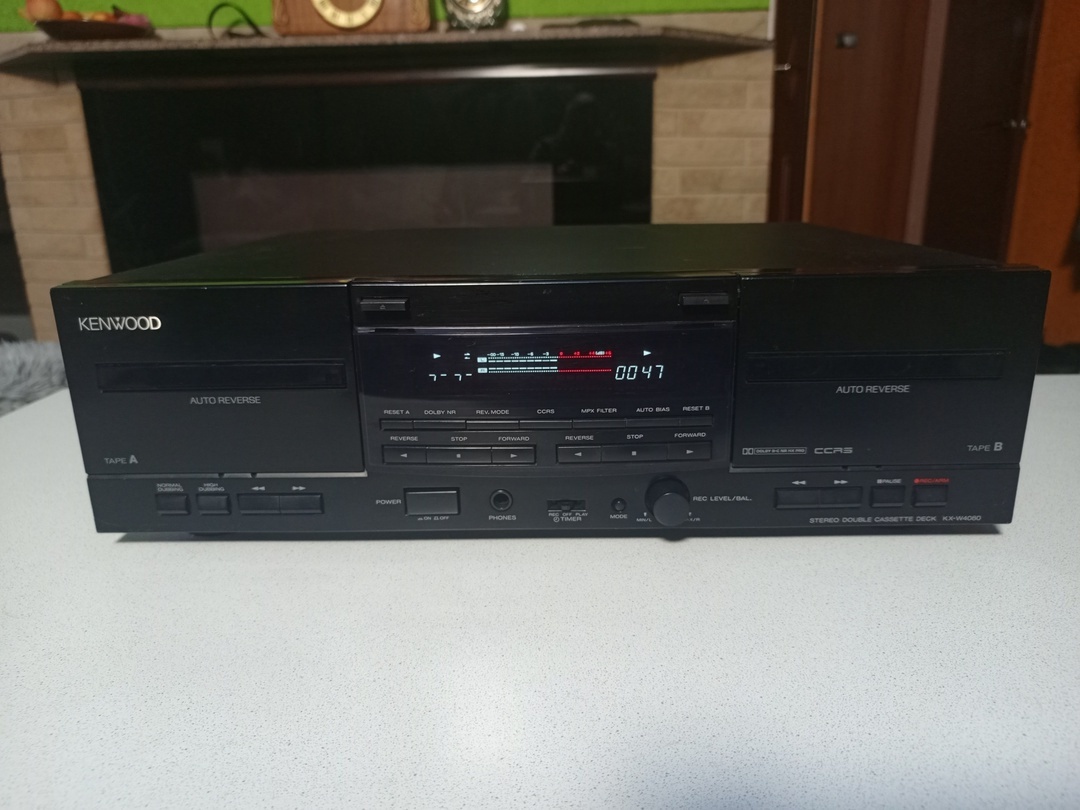 KENWOOD
AUTO REVERSE
TAPE A
0047
RESET A DOLBY NR REV. MODE CCRS MPX FILTER AUTO BIAS RESET B
REVERSE STOP FORWARD REVERSE STOP FORWARD
AUTO REVERSE
CCRS
TAPE B
NORMAL DUBBING HIGH DUBBING
POWER
ON OFF
PHONES
REC OFF PLAY
TIMER
MODE
REC LEVEL/BAL.
PAUSE REC/ARM
STEREO DOUBLE CASSETTE DECK KX-W4080